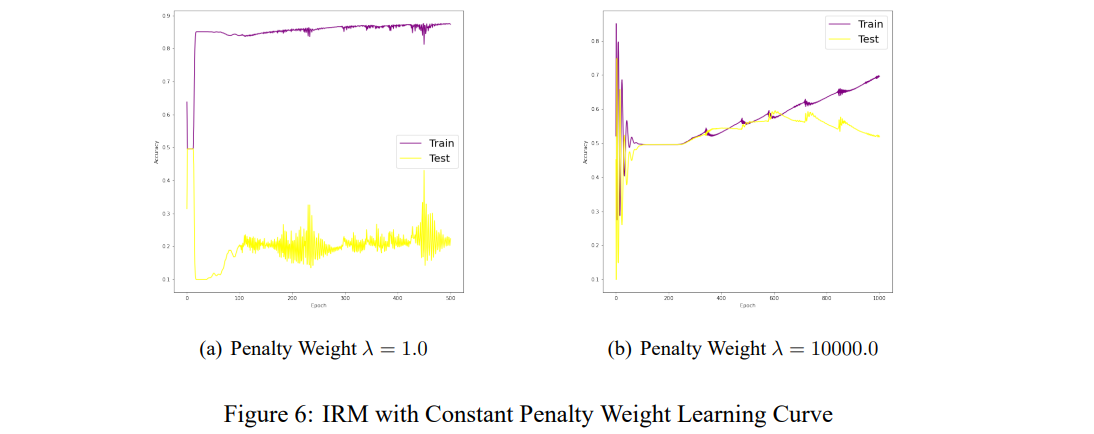 0.9
0.8
0.7
0.6
0.5
0.4
0.3
0.2
0.1
Accuracy
Train
Test
0
100
200
300
400
500
Epoch
(a) Penalty Weight λ = 1.0
0.8
0.7
0.6
0.5
0.4
0.3
0.2
0.1
Accuracy
Train
Test
0
200
400
600
800
1000
Epoch
(b) Penalty Weight λ = 10000.0
Figure 6: IRM with Constant Penalty Weight Learning Curve